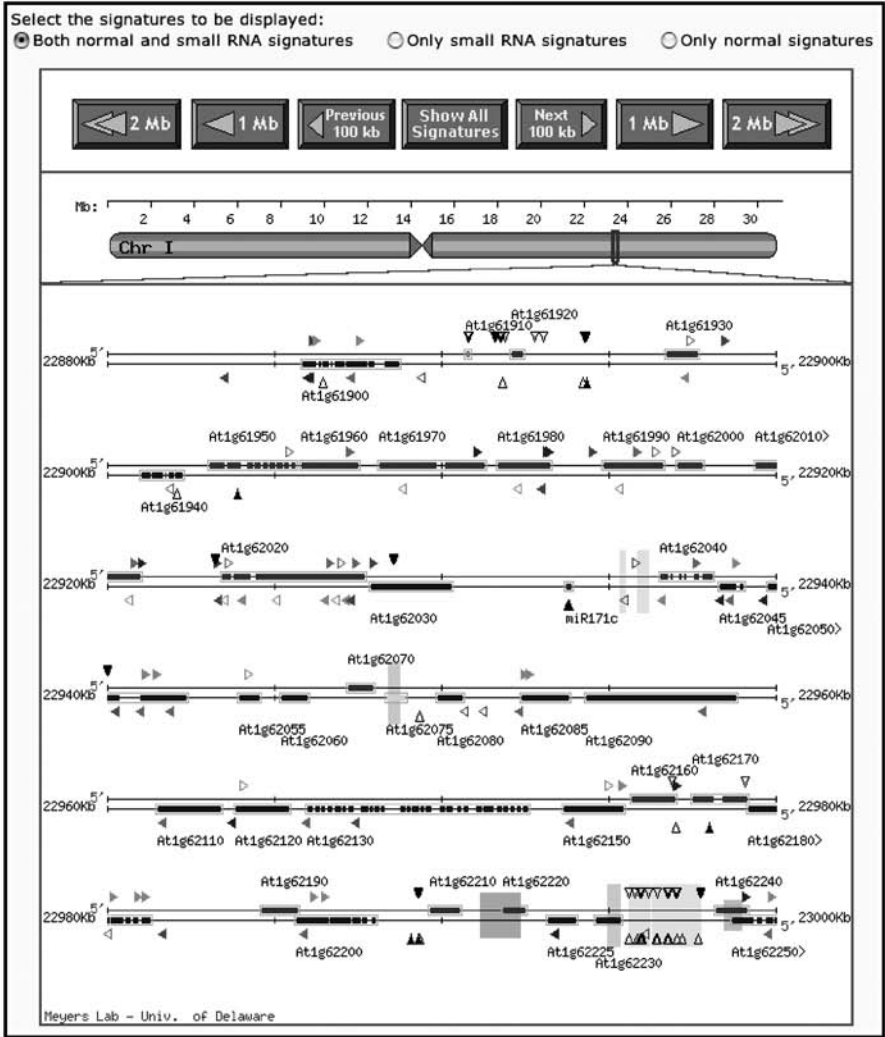 Select the signatures to be displayed:
Both normal and small RNA signatures Only small RNA signatures Only normal signatures
2 Mb 1 Mb Previous 100 kb Show All Signatures Next 100 kb 1 Mb 2 Mb
Mb: 2 4 6 8 10 12 14 16 18 20 22 24 26 28 30
Chr I
At1g61920
At1g61910 At1g61930
22880Kb 5' 5' 22900Kb
At1g61900
At1g61950 At1g61960 At1g61970 At1g61980 At1g61990 At1g62000 At1g62010>
22900Kb 5' 5' 22920Kb
At1g61940
At1g62020 At1g62040
22920Kb 5' 5' 22940Kb
At1g62030 miR171c At1g62045
At1g62050>
At1g62070
22940Kb 5' 5' 22960Kb
At1g62055 At1g62075 At1g62085
At1g62060 At1g62080 At1g62090
At1g62170
At1g62160
22960Kb 5' 5' 22980Kb
At1g62110 At1g62120 At1g62130 At1g62150 At1g62180>
At1g62190 At1g62210 At1g62220 At1g62240
22980Kb 5' 5' 23000Kb
At1g62200 At1g62225 At1g62250>
At1g62230
Meyers Lab - Univ. of Delaware